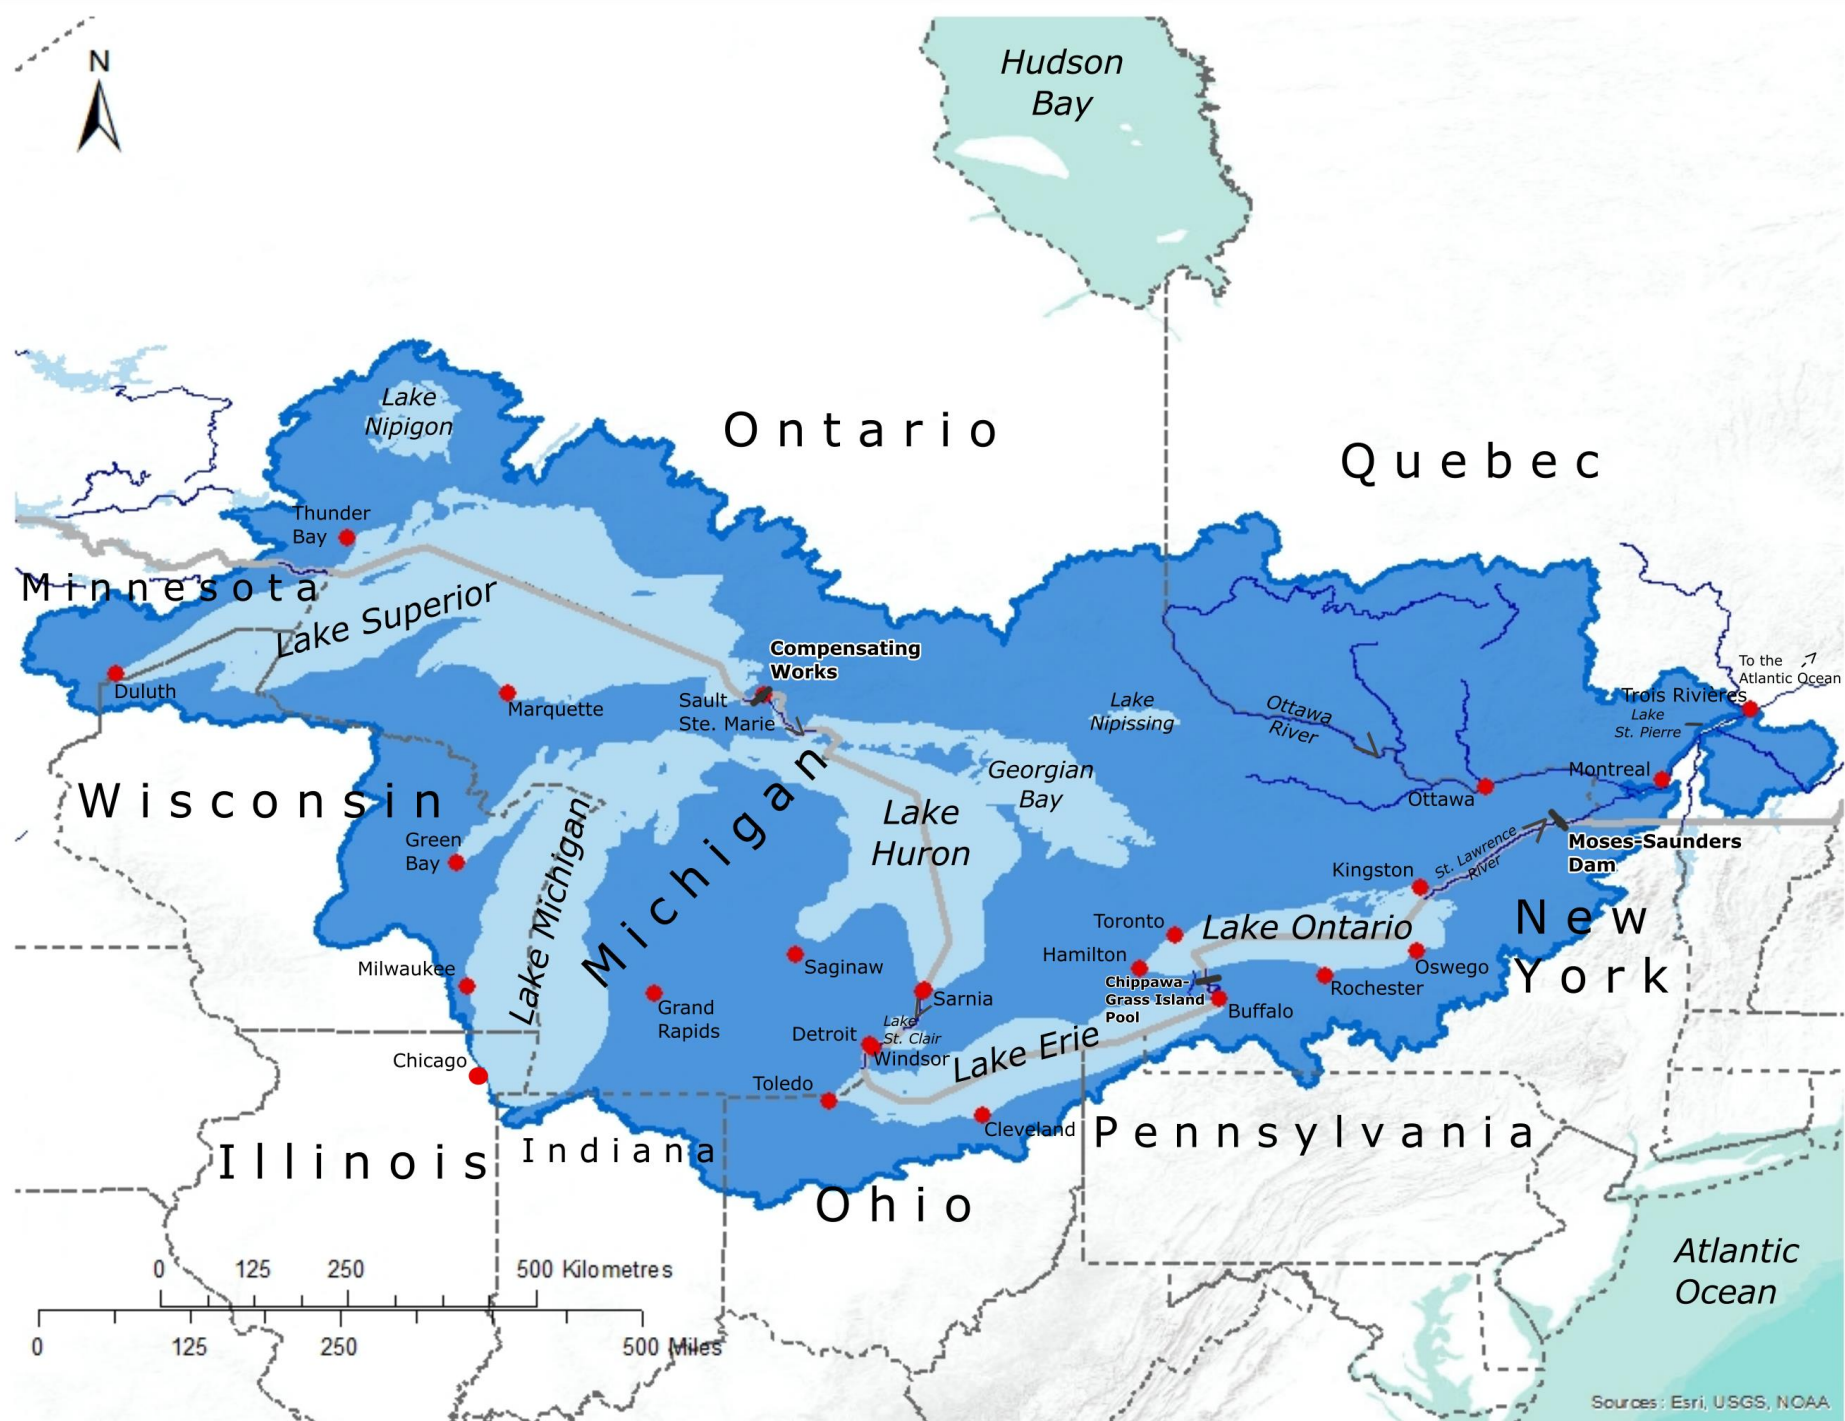 N
Hudson
Bay
Lake
Nipigon
Ontario
Quebec
Thunder
Bay
Minnesota
Lake Superior
Compensating
Works
To the
Atlantic Ocean
Duluth
Marquette
Sault
Ste. Marie
Lake
Nipissing
Ottawa
River
Trois Rivieres
Lake
St. Pierre
Wisconsin
Michigan
Georgian
Bay
Montreal
Ottawa
Lake
Huron
Green
Bay
Lake Michigan
Kingston
St. Lawrence
River
Moses-Saunders
Dam
Toronto
Lake Ontario
New
York
Hamilton
Milwaukee
Saginaw
Oswego
Chippawa-
Grass Island
Pool
Rochester
Sarnia
Grand
Rapids
Buffalo
Lake
St. Clair
Detroit
Windsor
Lake Erie
Chicago
Toledo
Cleveland
Pennsylvania
Illinois
Indiana
Ohio
Atlantic
Ocean
0 125 250 500 Kilometres
0 125 250 500 Miles
Sources: Esri, USGS, NOAA